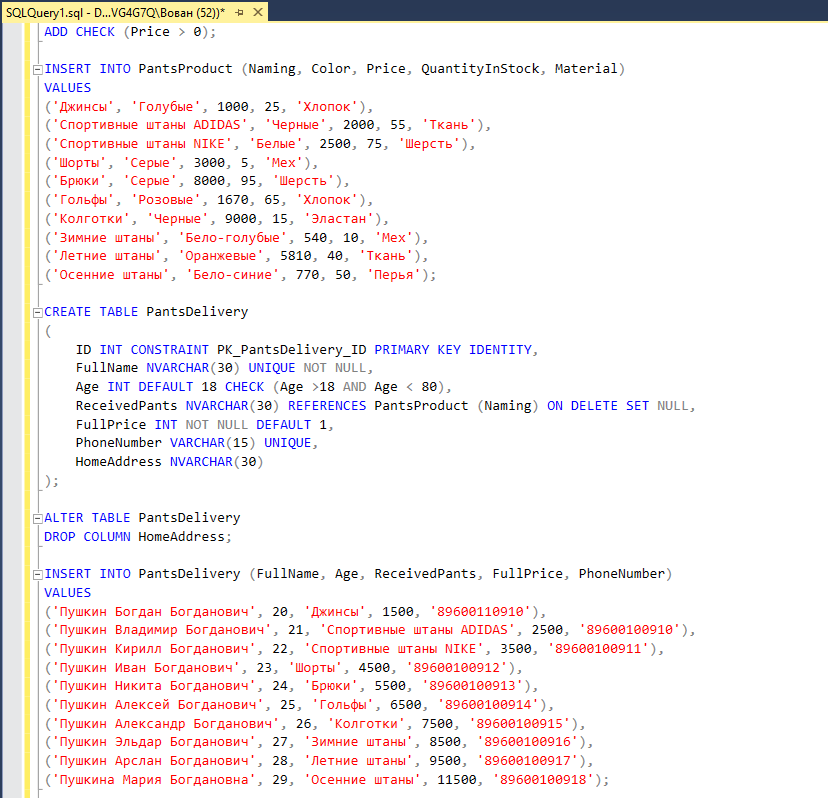 SQLQuery1.sql - D...VG4G7Q\Вован (52))*
ADD CHECK (Price > 0);
INSERT INTO PantsProduct (Naming, Color, Price, QuantityInStock, Material)
VALUES
('Джинсы', 'Голубые', 1000, 25, 'Хлопок'),
('Спортивные штаны ADIDAS', 'Черные', 2000, 55, 'Ткань'),
('Спортивные штаны NIKE', 'Белые', 2500, 75, 'Шерсть'),
('Шорты', 'Серые', 3000, 5, 'Мех'),
('Брюки', 'Серые', 8000, 95, 'Шерсть'),
('Гольфы', 'Розовые', 1670, 65, 'Хлопок'),
('Колготки', 'Черные', 9000, 15, 'Эластан'),
('Зимние штаны', 'Бело-голубые', 540, 10, 'Мех'),
('Летние штаны', 'Оранжевые', 5810, 40, 'Ткань'),
('Осенние штаны', 'Бело-синие', 770, 50, 'Перья');
CREATE TABLE PantsDelivery
(
ID INT CONSTRAINT PK_PantsDelivery_ID PRIMARY KEY IDENTITY,
FullName NVARCHAR(30) UNIQUE NOT NULL,
Age INT DEFAULT 18 CHECK (Age >18 AND Age < 80),
ReceivedPants NVARCHAR(30) REFERENCES PantsProduct (Naming) ON DELETE SET NULL,
FullPrice INT NOT NULL DEFAULT 1,
PhoneNumber VARCHAR(15) UNIQUE,
HomeAddress NVARCHAR(30)
);
ALTER TABLE PantsDelivery
DROP COLUMN HomeAddress;
INSERT INTO PantsDelivery (FullName, Age, ReceivedPants, FullPrice, PhoneNumber)
VALUES
('Пушкин Богдан Богданович', 20, 'Джинсы', 1500, '89600110910'),
('Пушкин Владимир Богданович', 21, 'Спортивные штаны ADIDAS', 2500, '89600100910'),
('Пушкин Кирилл Богданович', 22, 'Спортивные штаны NIKE', 3500, '89600100911'),
('Пушкин Иван Богданович', 23, 'Шорты', 4500, '89600100912'),
('Пушкин Никита Богданович', 24, 'Брюки', 5500, '89600100913'),
('Пушкин Алексей Богданович', 25, 'Гольфы', 6500, '89600100914'),
('Пушкин Александр Богданович', 26, 'Колготки', 7500, '89600100915'),
('Пушкин Эльдар Богданович', 27, 'Зимние штаны', 8500, '89600100916'),
('Пушкин Арслан Богданович', 28, 'Летние штаны', 9500, '89600100917'),
('Пушкина Мария Богдановна', 29, 'Осенние штаны', 11500, '89600100918');